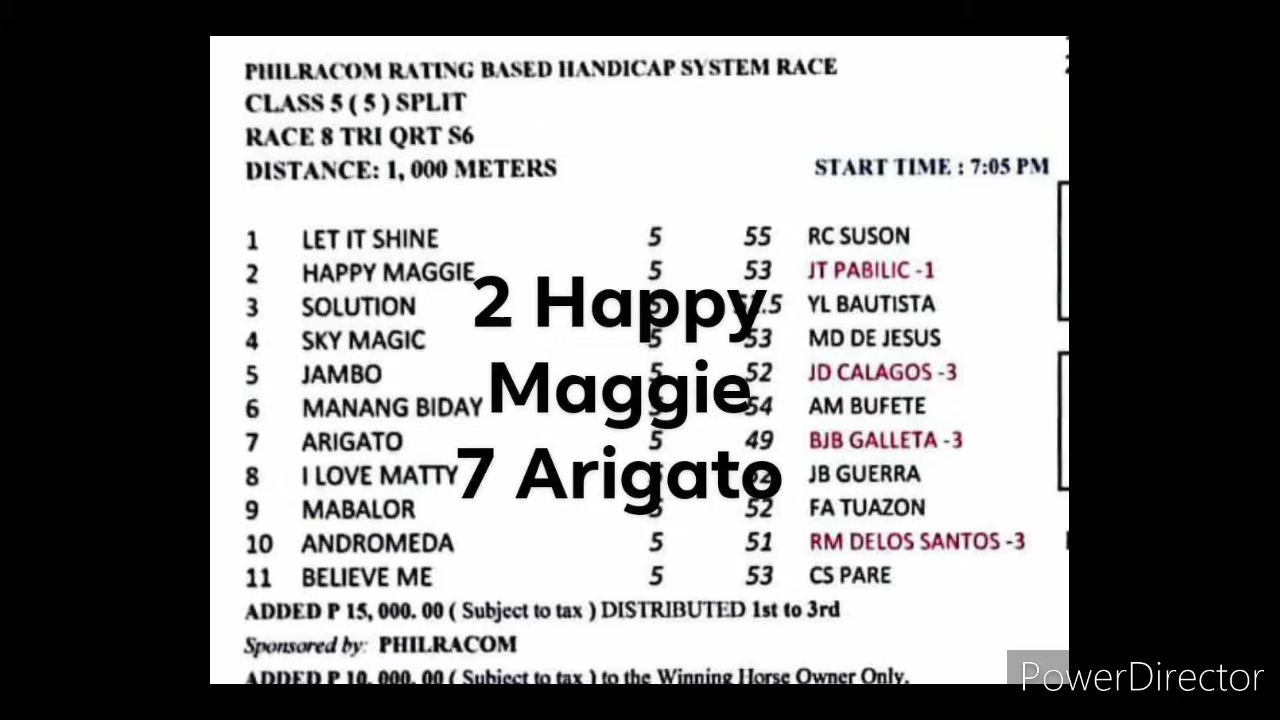 PHILRACOM RATING BASED HANDICAP SYSTEM RACE
CLASS 5 ( 5 ) SPLIT
RACE 8 TRI QRT S6
DISTANCE: 1, 000 METERS START TIME : 7:05 PM
1 LET IT SHINE 5 55 RC SUSON
2 HAPPY MAGGIE 5 53 JT PABILIC -1
3 SOLUTION YL BAUTISTA
4 SKY MAGIC 5 53 MD DE JESUS
5 JAMBO 5 52 JD CALAGOS -3
6 MANANG BIDAY 54 AM BUFETE
7 ARIGATO 5 49 BJB GALLETA -3
8 I LOVE MATTY JB GUERRA
9 MABALOR 5 52 FA TUAZON
10 ANDROMEDA 5 51 RM DELOS SANTOS -3
11 BELIEVE ME 5 53 CS PARE
ADDED P 15, 000. 00 ( Subject to tax ) DISTRIBUTED 1st to 3rd
Sponsored by: PHILRACOM
ADDED P 10, 000. 00 ( Subject to tax ) to the Winning Horse Owner Only.
2 Happy
Maggie
7 Arigato
PowerDirector